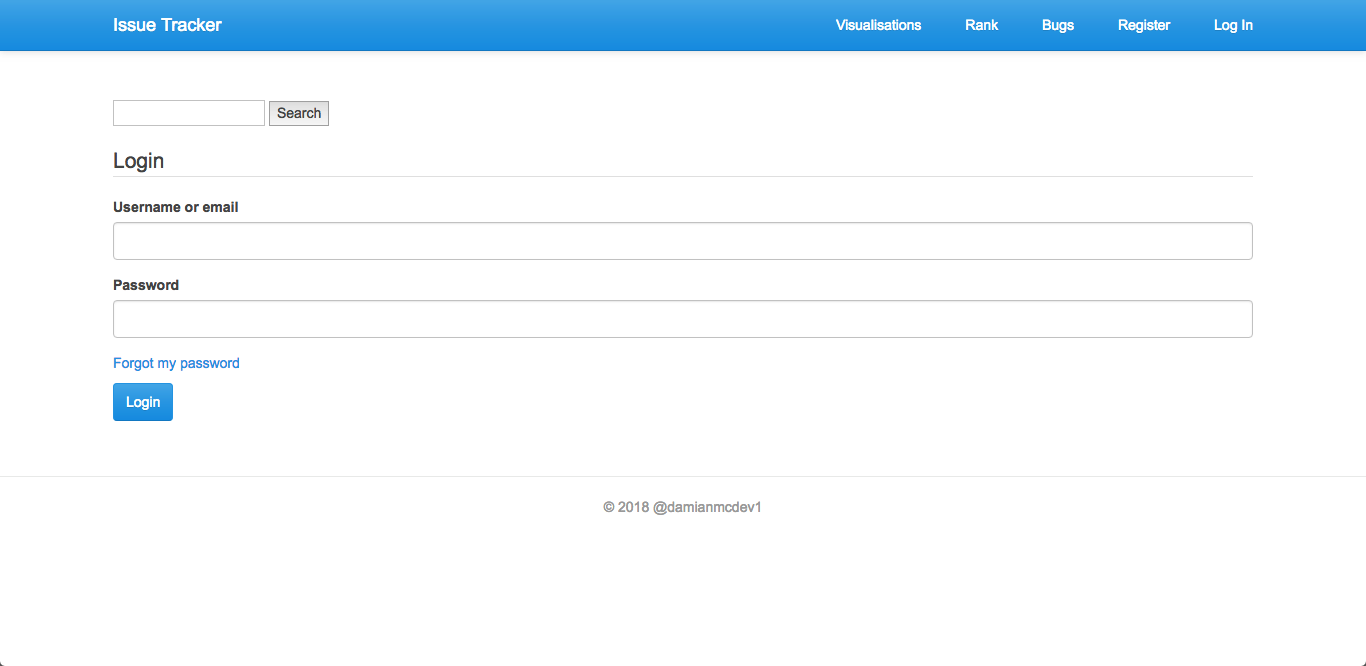 Issue Tracker Visualisations Rank Bugs Register Log In
Search
Login
Username or email
Password
Forgot my password
Login
© 2018 @damianmcdev1